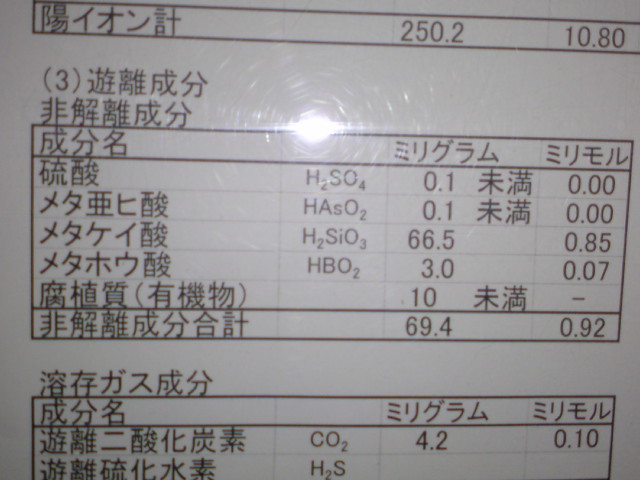 陽イオン計 250.2 10.80
(3)遊離成分
非解離成分
成分名 ミリグラム ミリモル
硫酸 H₂SO₄ 0.1 未満 0.00
メタ亜ヒ酸 HAsO₂ 0.1 未満 0.00
メタケイ酸 H₂SiO₃ 66.5 0.85
メタホウ酸 HBO₂ 3.0 0.07
腐植質(有機物) 10 未満 -
非解離成分合計 69.4 0.92
溶存ガス成分
成分名 ミリグラム ミリモル
遊離二酸化炭素 CO₂ 4.2 0.10
遊離硫化水素 H₂S